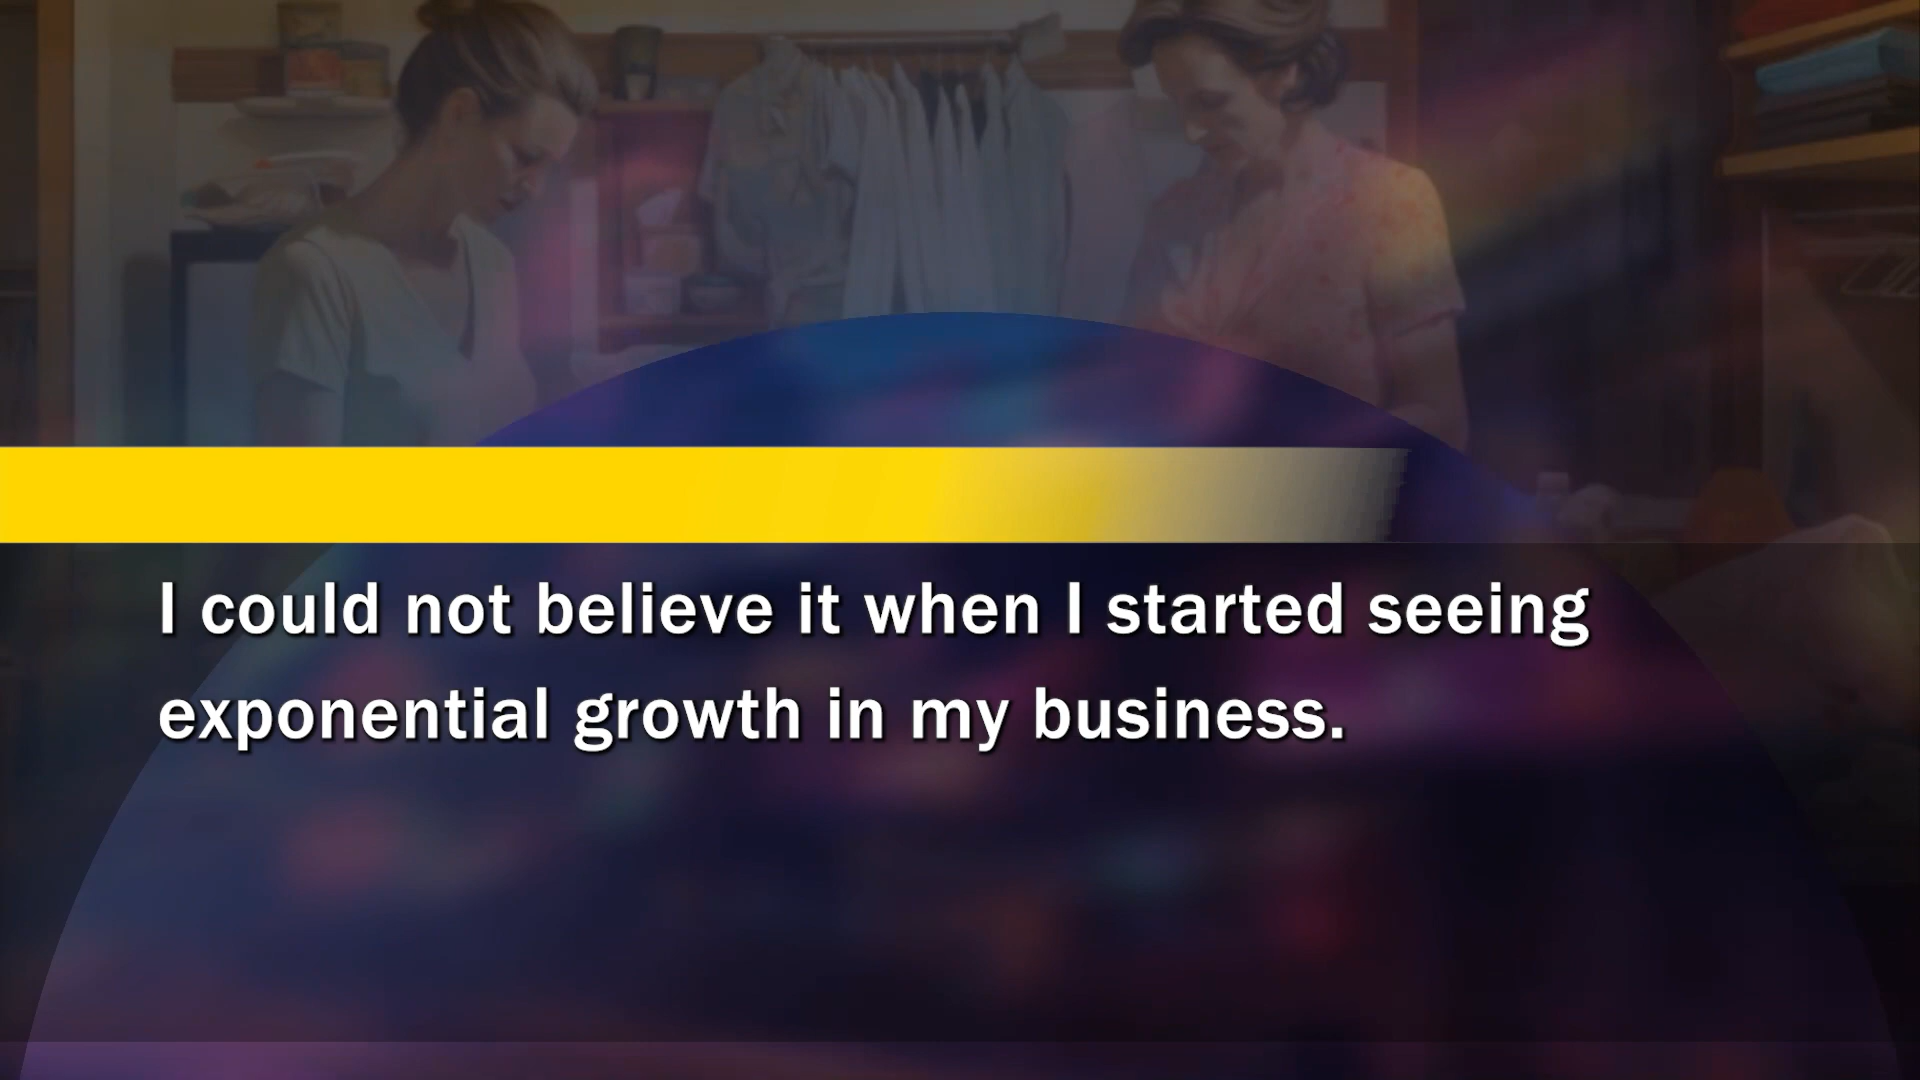 I could not believe it when I started seeing
exponential growth in my business.